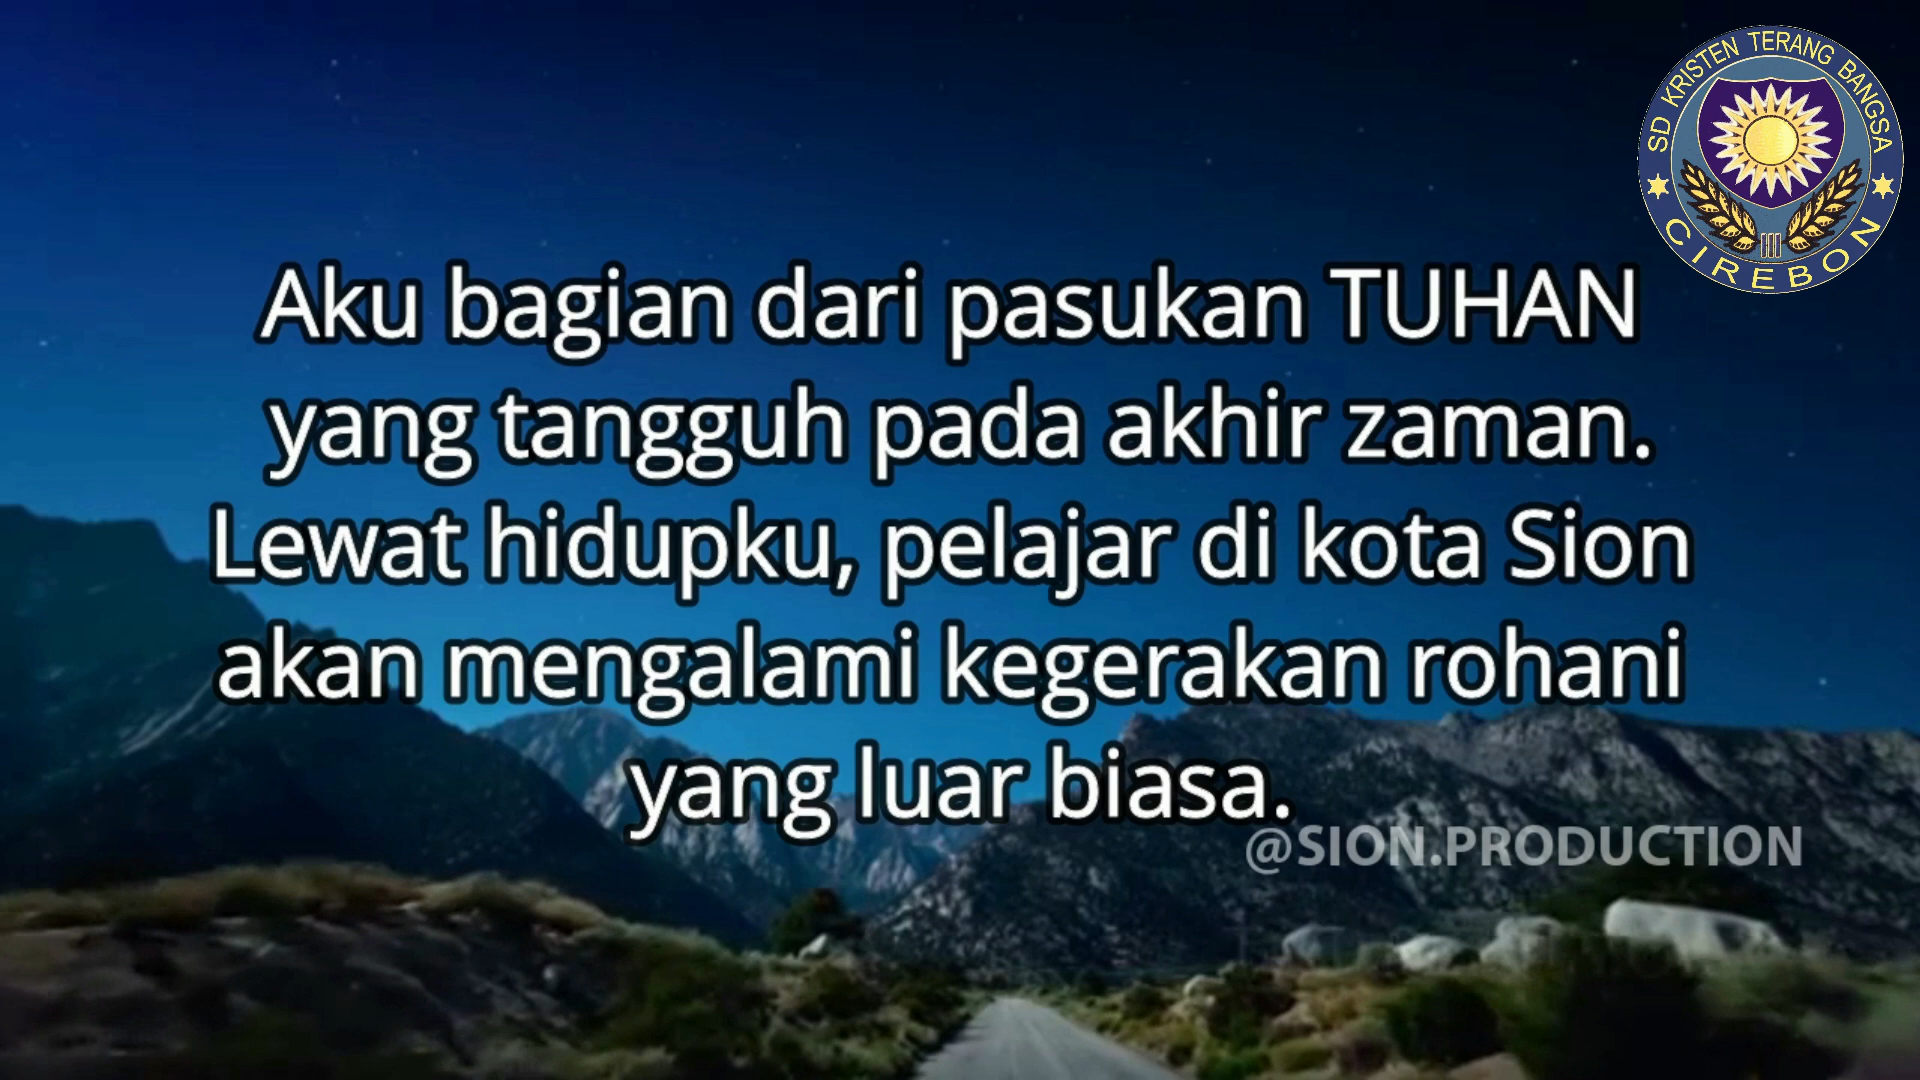 SD KRISTEN TERANG BANGSA
CIREBON
Aku bagian dari pasukan TUHAN
yang tangguh pada akhir zaman.
Lewat hidupku, pelajar di kota Sion
akan mengalami kegerakan rohani
yang luar biasa.
@SION.PRODUCTION